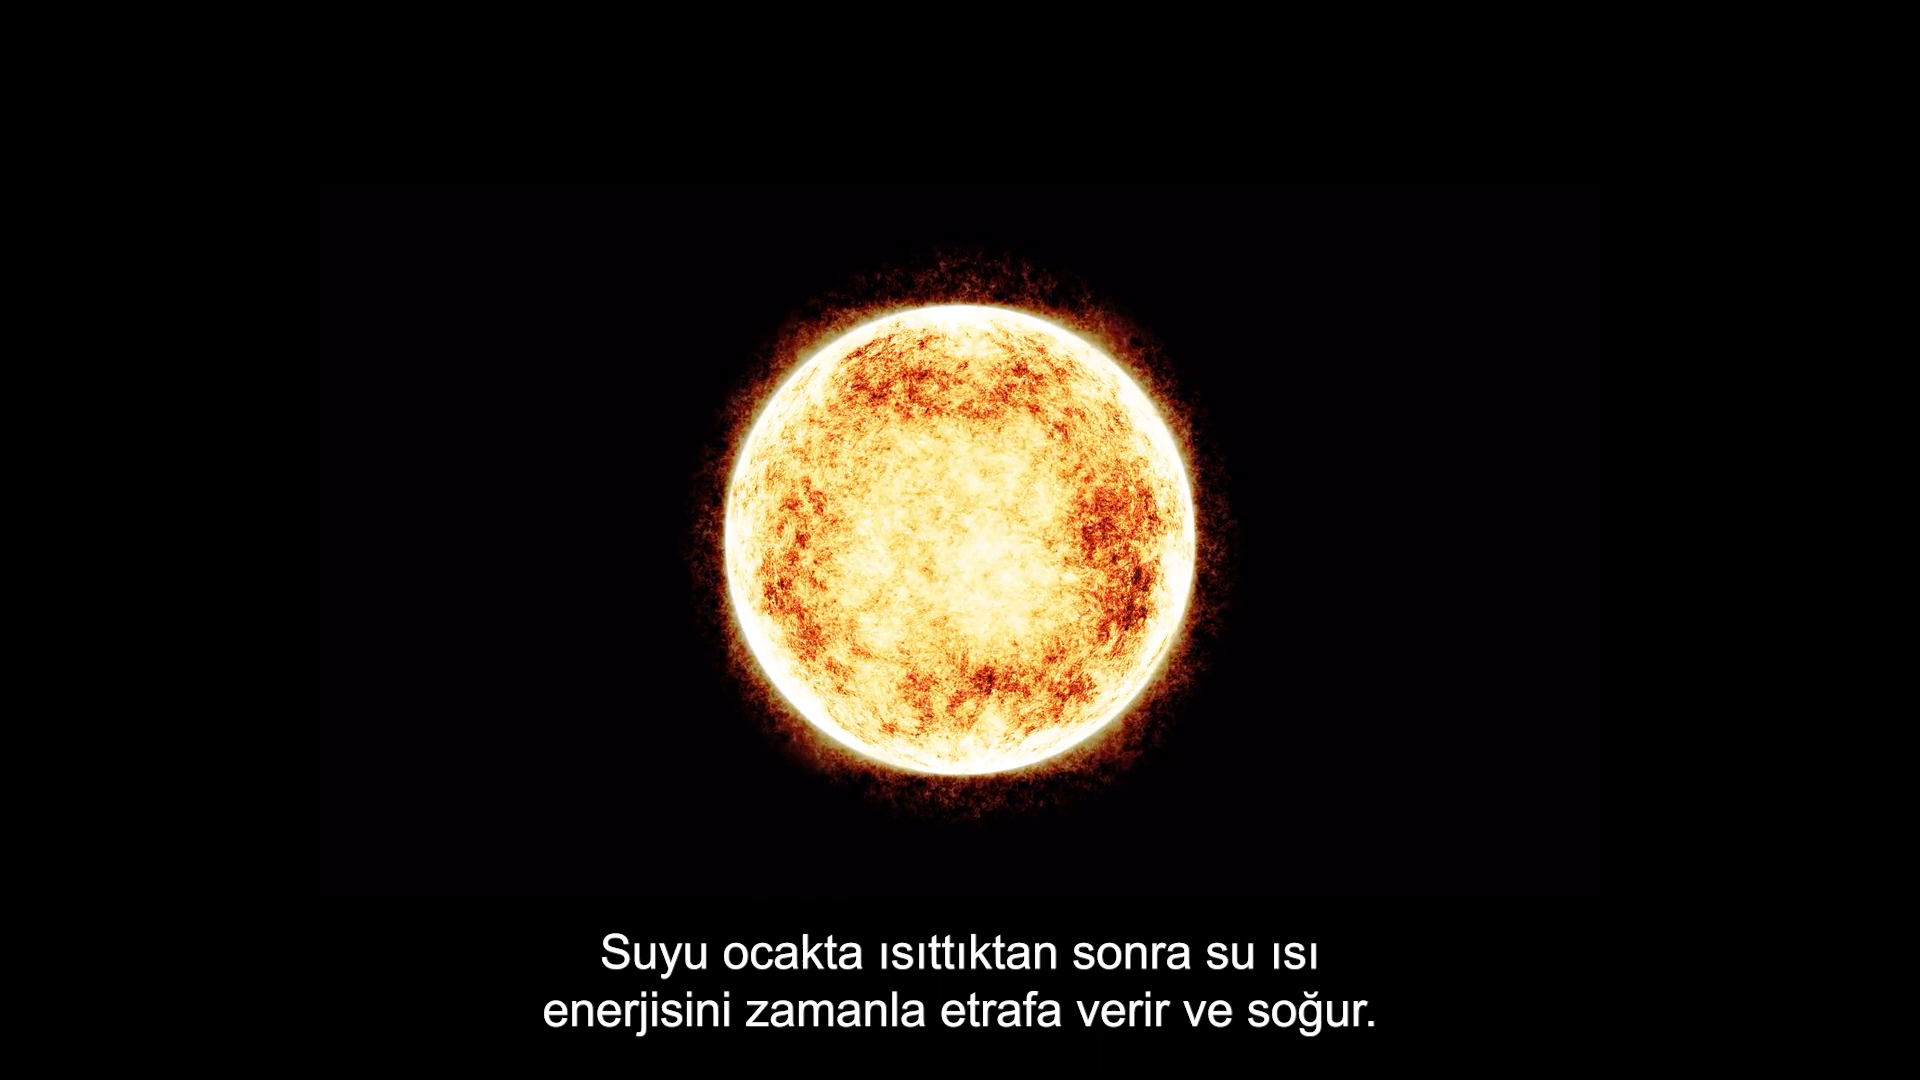 Suyu ocakta ısıttıktan sonra su ısı
enerjisini zamanla etrafa verir ve soğur.